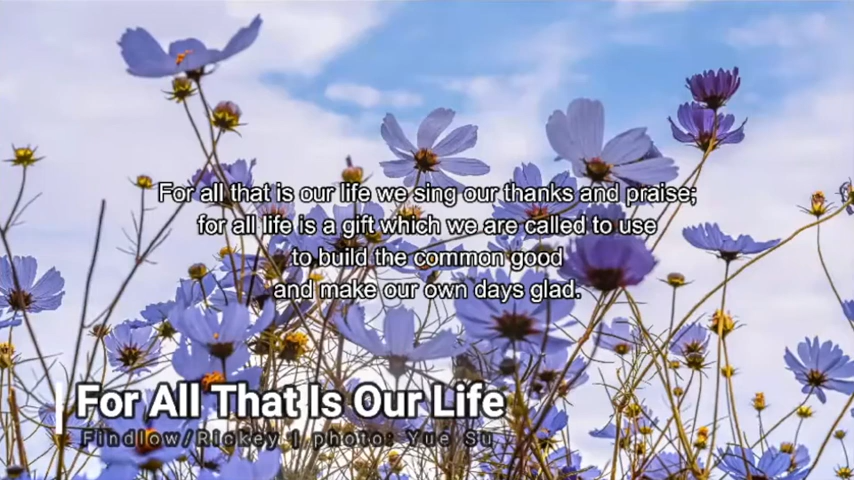 For all that is our life we sing our thanks and praise;
for all life is a gift which we are called to use
to build the common good
and make our own days glad.
For All That Is Our Life
Findlow/Rickey | photo: Yue Su